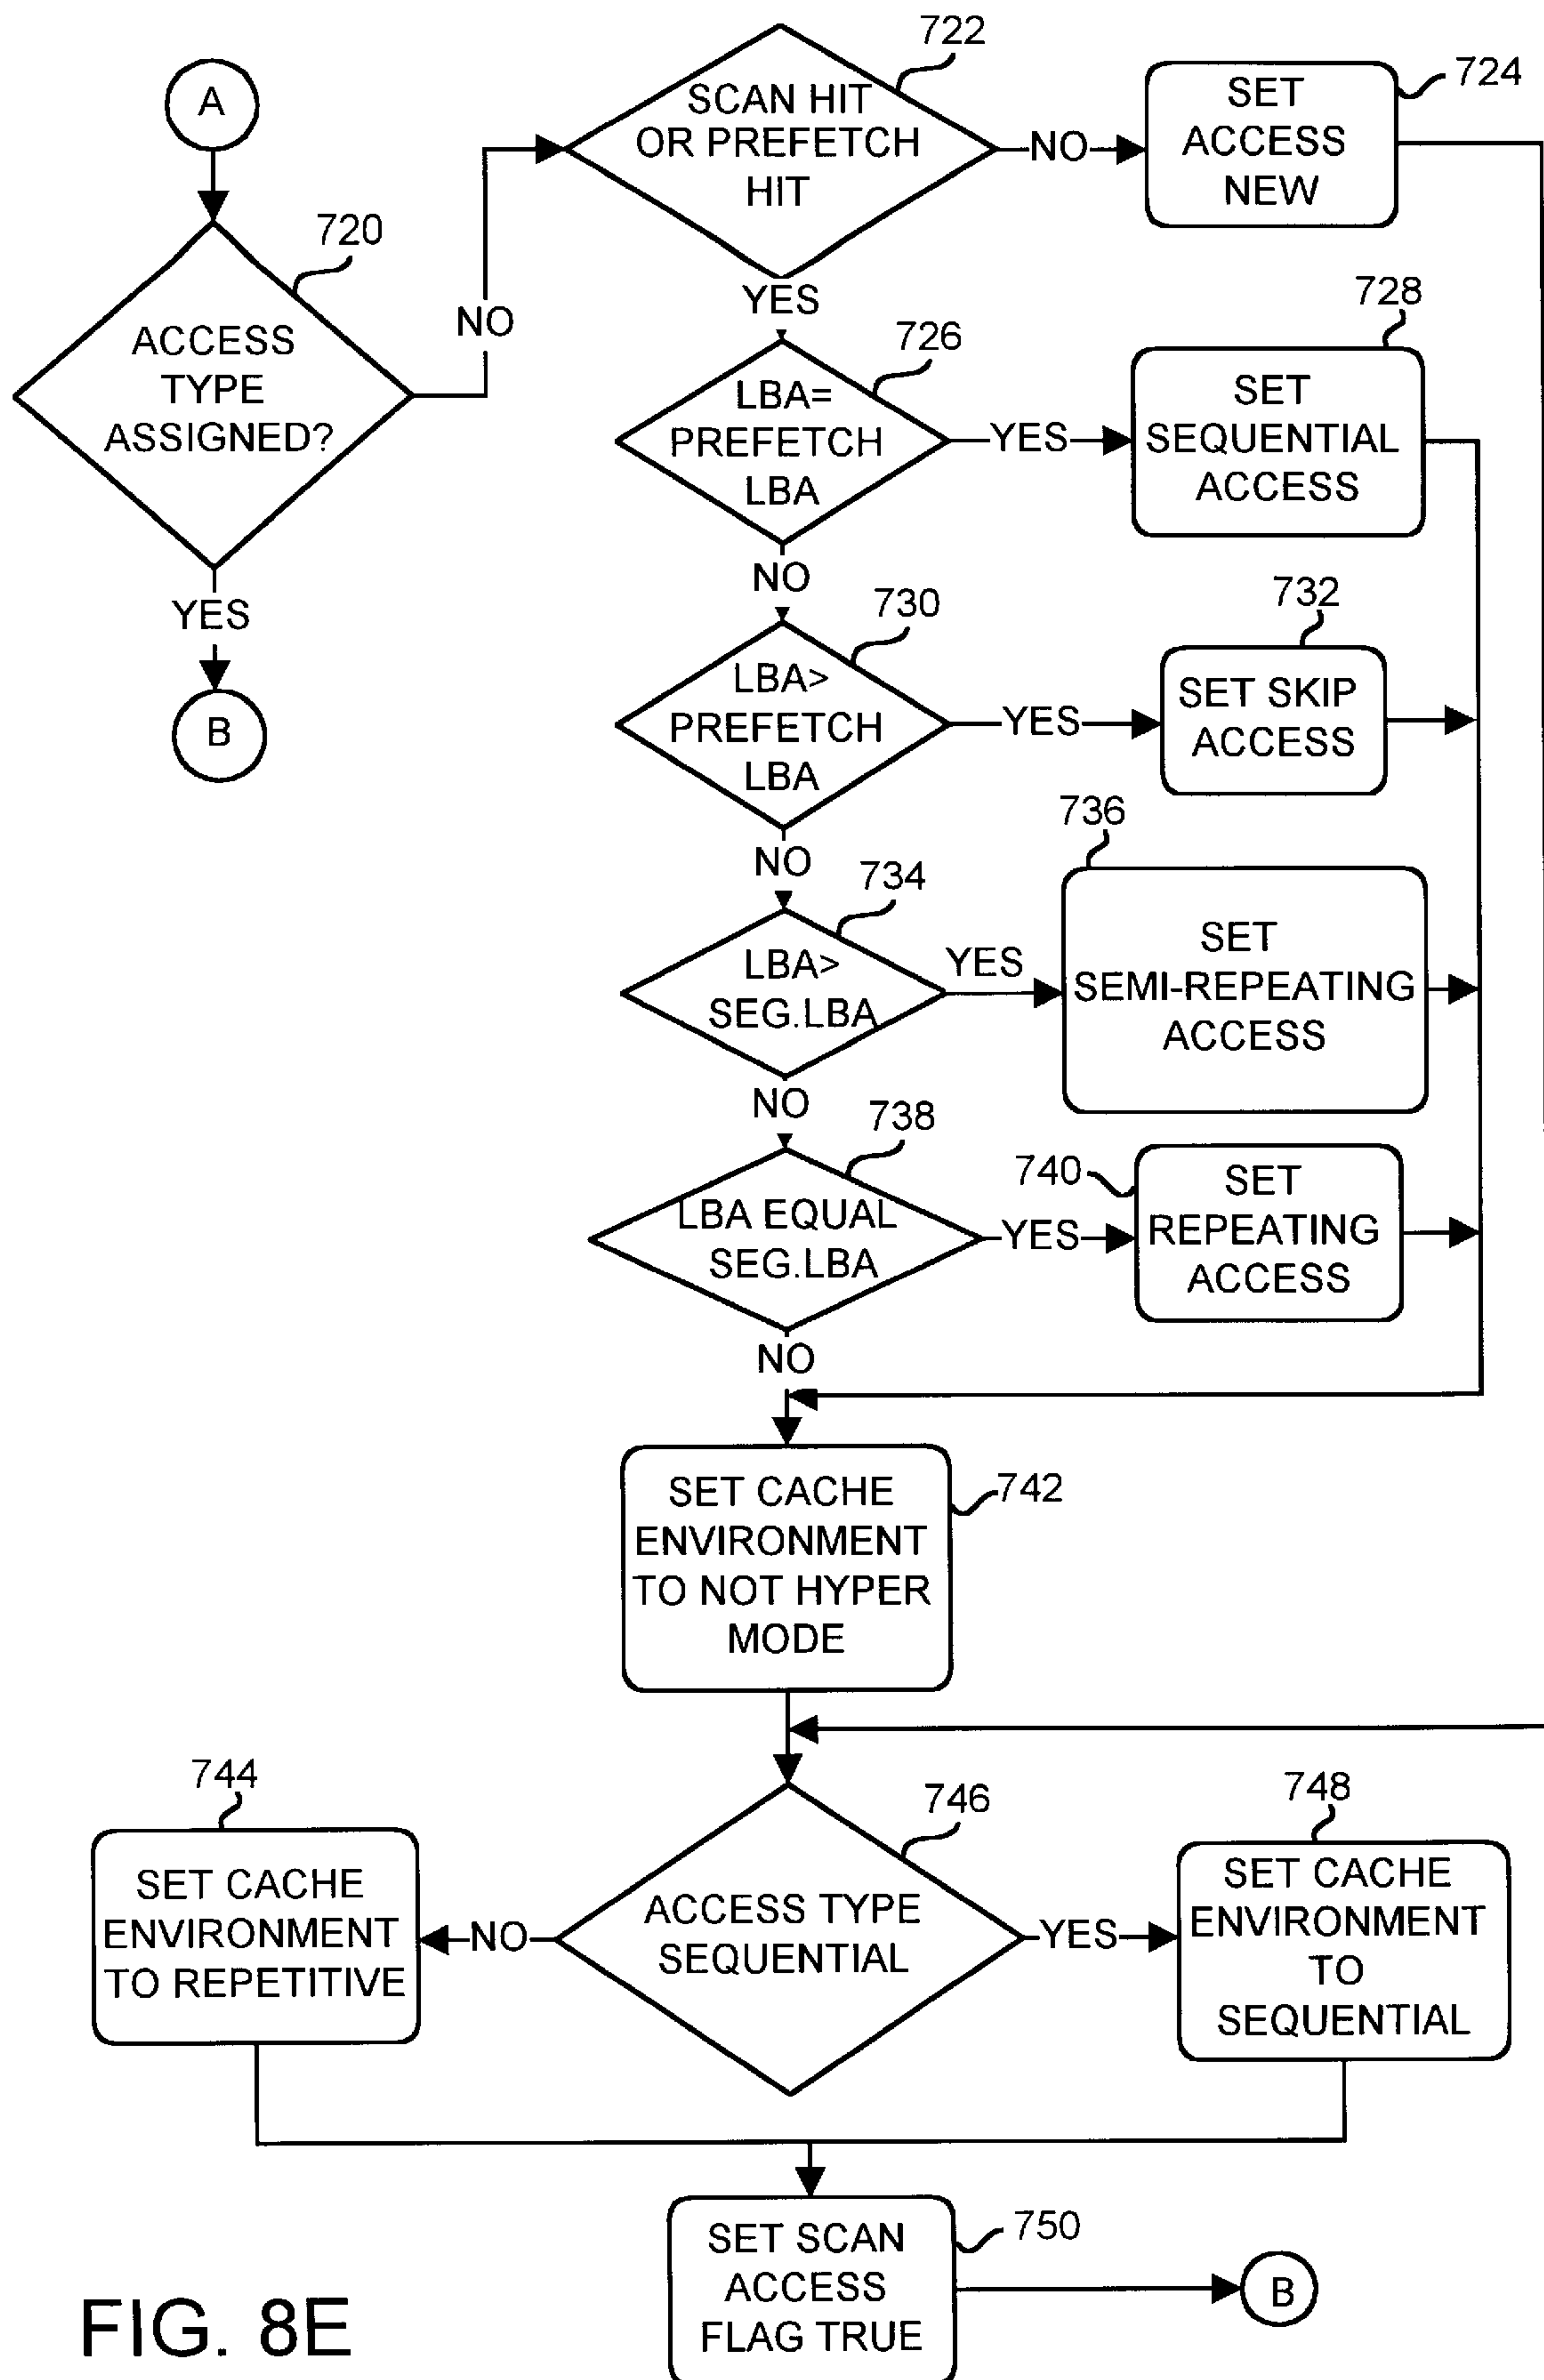 A
720
ACCESS
TYPE
ASSIGNED?
NO
YES
B
722
SCAN HIT
OR PREFETCH
HIT
NO
724
SET
ACCESS
NEW
YES
726
LBA=
PREFETCH
LBA
YES
728
SET
SEQUENTIAL
ACCESS
NO
730
LBA>
PREFETCH
LBA
YES
732
SET SKIP
ACCESS
NO
734
LBA>
SEG.LBA
YES
736
SET
SEMI-REPEATING
ACCESS
NO
738
LBA EQUAL
SEG.LBA
YES
740
SET
REPEATING
ACCESS
NO
742
SET CACHE
ENVIRONMENT
TO NOT HYPER
MODE
744
SET CACHE
ENVIRONMENT
TO REPETITIVE
NO
746
ACCESS TYPE
SEQUENTIAL
YES
748
SET CACHE
ENVIRONMENT
TO
SEQUENTIAL
750
SET SCAN
ACCESS
FLAG TRUE
B
FIG. 8E